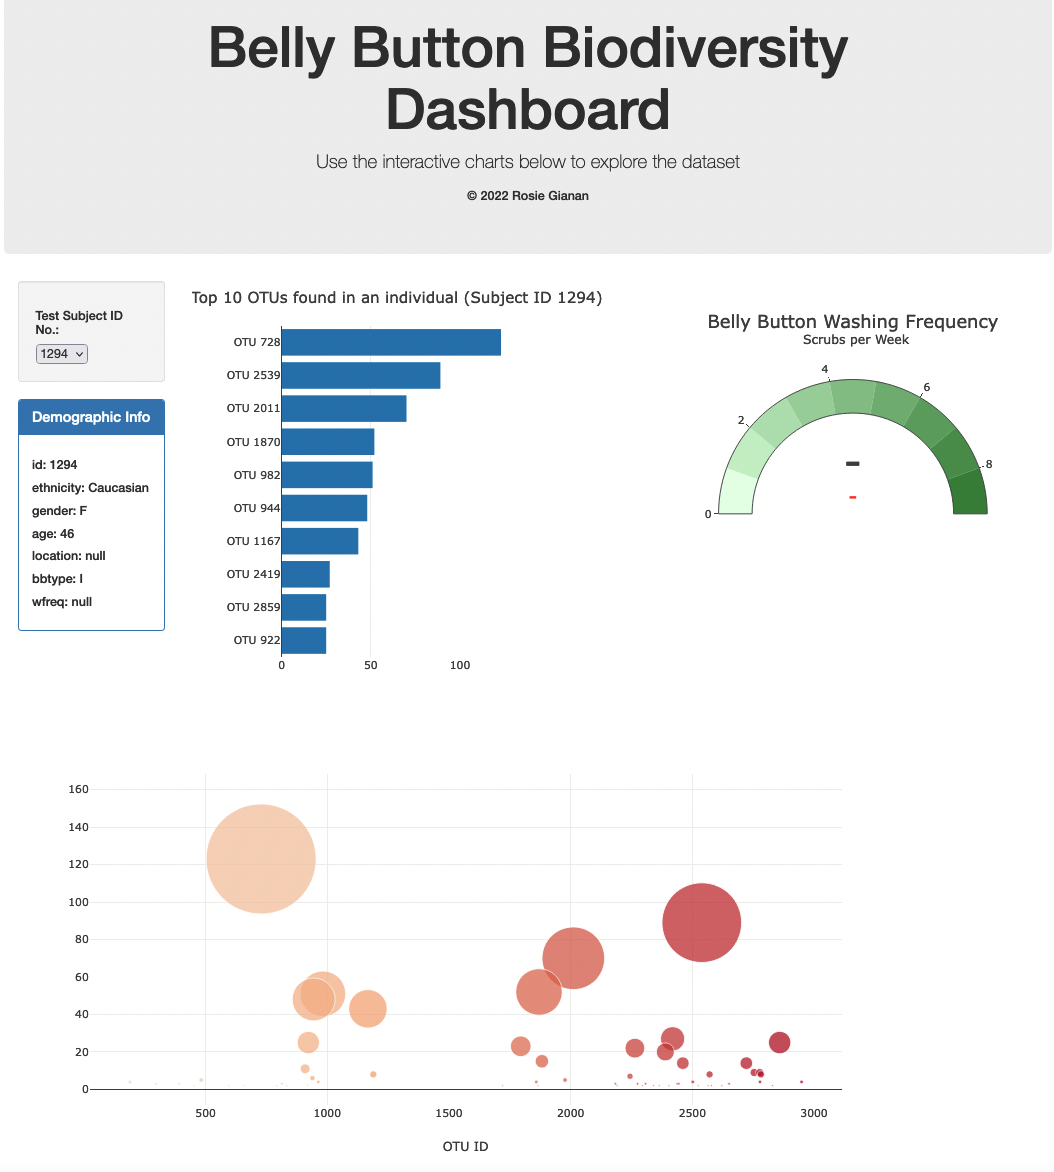 Belly Button Biodiversity
Dashboard
Use the interactive charts below to explore the dataset
© 2022 Rosie Gianan
Test Subject ID
No.:
1294
Demographic Info
id: 1294
ethnicity: Caucasian
gender: F
age: 46
location: null
bbtype: I
wfreq: null
Top 10 OTUs found in an individual (Subject ID 1294)
OTU 728
OTU 2539
OTU 2011
OTU 1870
OTU 982
OTU 944
OTU 1167
OTU 2419
OTU 2859
OTU 922
0 50 100
Belly Button Washing Frequency
Scrubs per Week
0
2
4
6
8
-
-
160
140
120
100
80
60
40
20
0
500 1000 1500 2000 2500 3000
OTU ID